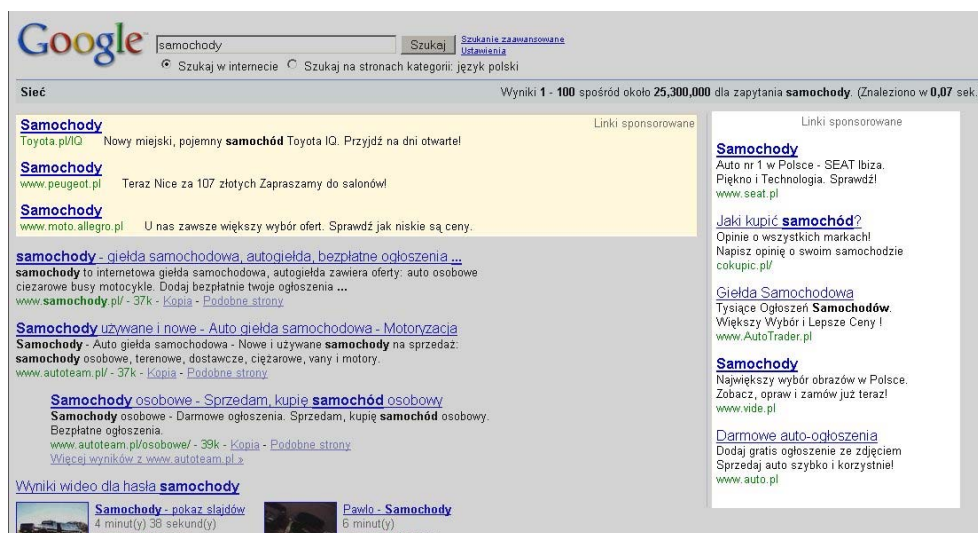 Google
samochody Szukaj Szukanie zaawansowane
Ustawienia
Szukaj w internecie Szukaj na stronach kategorii: język polski
Sieć Wyniki 1 - 100 spośród około 25,300,000 dla zapytania samochody. (Znaleziono w 0,07 sek.
Linki sponsorowane
Samochody
Toyota.pl/IQ Nowy miejski, pojemny samochód Toyota IQ. Przyjdź na dni otwarte!
Samochody
www.peugeot.pl Teraz Nice za 107 złotych Zapraszamy do salonów!
Samochody
www.moto.allegro.pl U nas zawsze większy wybór ofert. Sprawdź jak niskie są ceny.
samochody - giełda samochodowa, autogiełda, bezpłatne ogłoszenia ...
samochody to internetowa giełda samochodowa, autogiełda zawiera oferty: auto osobowe
ciezarowe busy motocykle. Dodaj bezpłatnie twoje ogłoszenia ...
www.samochody.pl/ - 37k - Kopia - Podobne strony
Samochody używane i nowe - Auto giełda samochodowa - Motoryzacja
Samochody - Auto giełda samochodowa - Nowe i używane samochody na sprzedaż:
samochody osobowe, terenowe, dostawcze, ciężarowe, vany i motory.
www.autoteam.pl/ - 37k - Kopia - Podobne strony
Samochody osobowe - Sprzedam, kupię samochód osobowy
Samochody osobowe - Darmowe ogłoszenia. Sprzedam, kupię samochód osobowy.
Bezpłatne ogłoszenia.
www.autoteam.pl/osobowe/ - 39k - Kopia - Podobne strony
Więcej wyników z www.autoteam.pl »
Wyniki wideo dla hasła samochody
Samochody - pokaz slajdów
4 minut(y) 38 sekund(y)
Pawlo - Samochody
6 minut(y)
Linki sponsorowane
Samochody
Auto nr 1 w Polsce - SEAT Ibiza.
Piękno i Technologia. Sprawdź!
www.seat.pl
Jaki kupić samochód?
Opinie o wszystkich markach!
Napisz opinię o swoim samochodzie
cokupic.pl/
Giełda Samochodowa
Tysiące Ogłoszeń Samochodów.
Większy Wybór i Lepsze Ceny !
www.AutoTrader.pl
Samochody
Największy wybór obrazów w Polsce.
Zobacz, opraw i zamów już teraz!
www.vide.pl
Darmowe auto-ogłoszenia
Dodaj gratis ogłoszenie ze zdjęciem
Sprzedaj auto szybko i korzystnie!
www.auto.pl